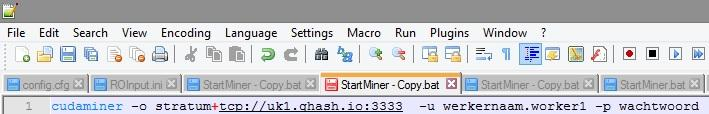 File Edit Search View Encoding Language Settings Macro Run Plugins Window ?
config.cfg ROInput.ini StartMiner - Copy.bat StartMiner - Copy.bat StartMiner - Copy.bat StartMiner.bat
1 cudaminer -o stratum+tcp://uk1.ghash.io:3333 -u werkernaam.worker1 -p wachtwoord